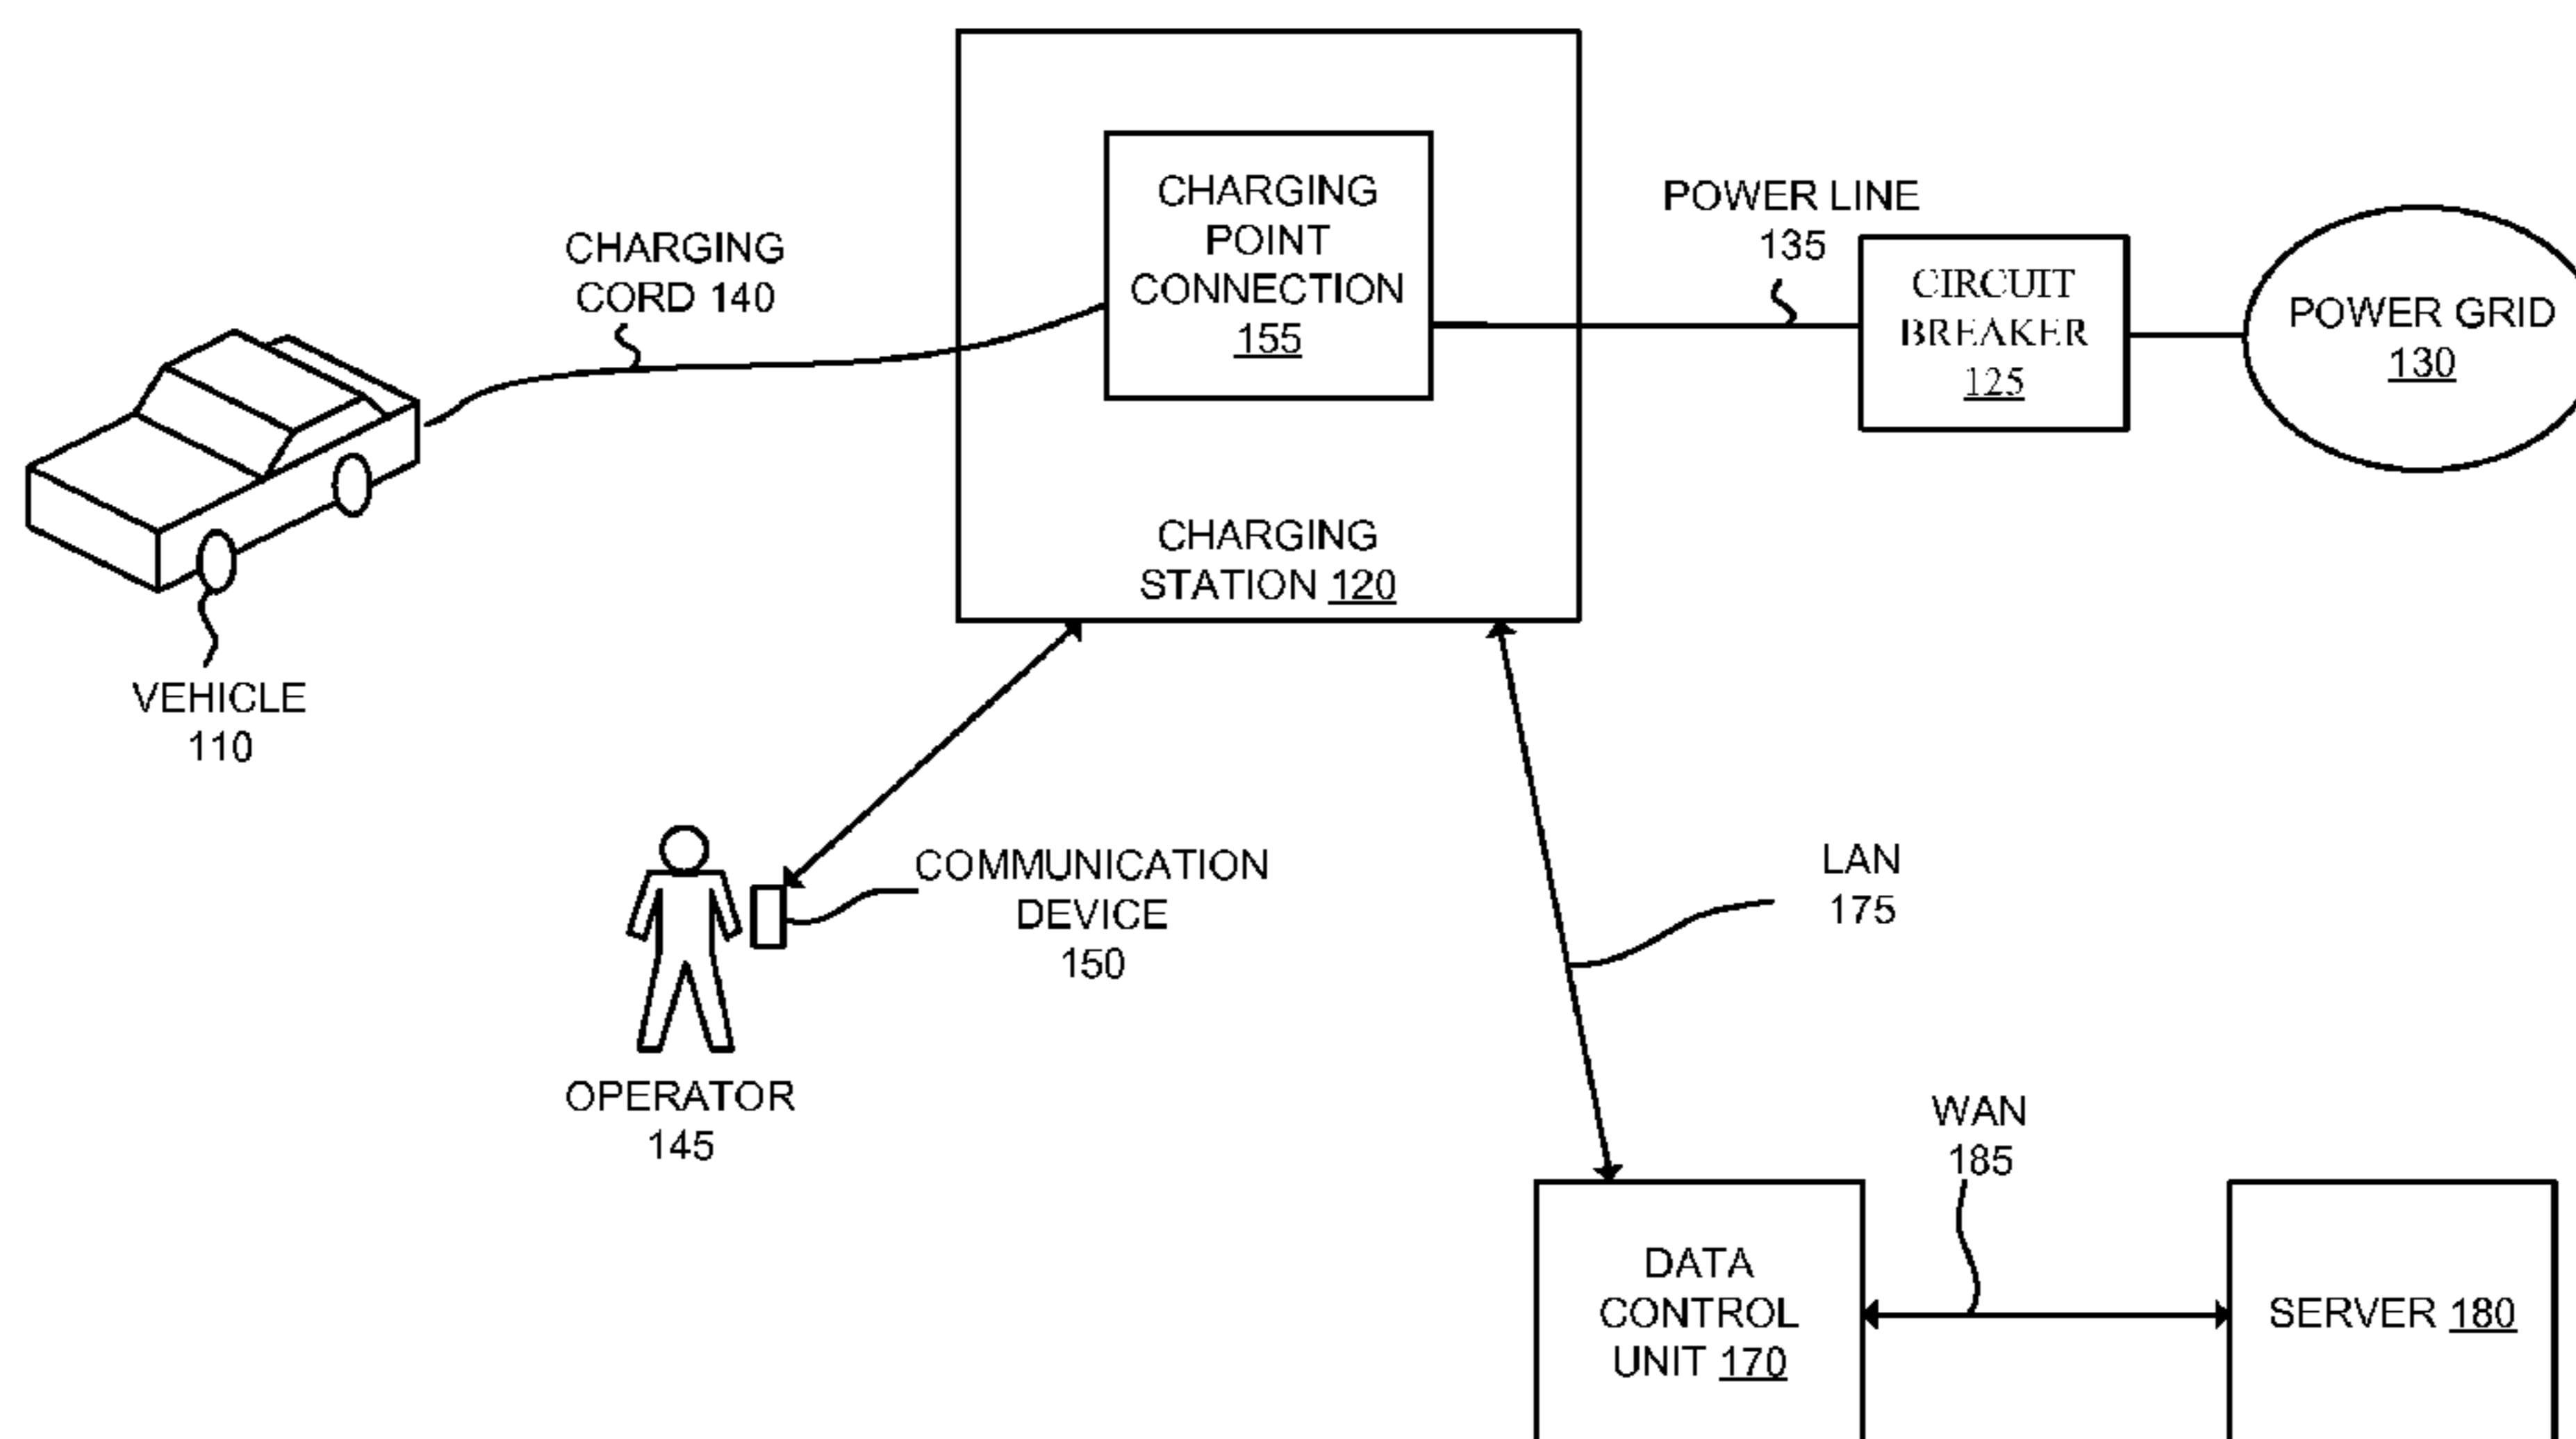 CHARGING
POINT
CONNECTION
155
POWER LINE
135
CIRCUIT
BREAKER
125
POWER GRID
130
CHARGING
CORD 140
CHARGING
STATION 120
VEHICLE
110
COMMUNICATION
DEVICE
150
LAN
175
OPERATOR
145
WAN
185
DATA
CONTROL
UNIT 170
SERVER 180